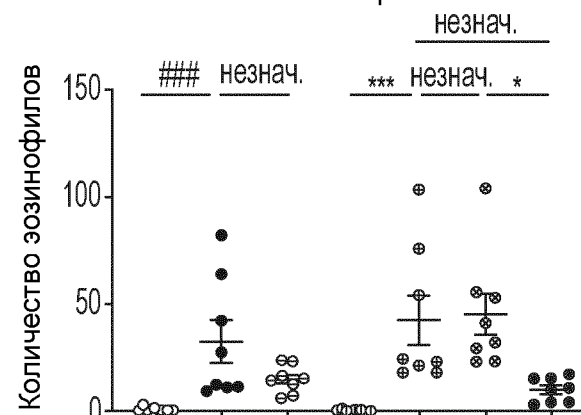 незнач.
### незнач. *** незнач. *
150
100
50
0
Количество эозинофилов